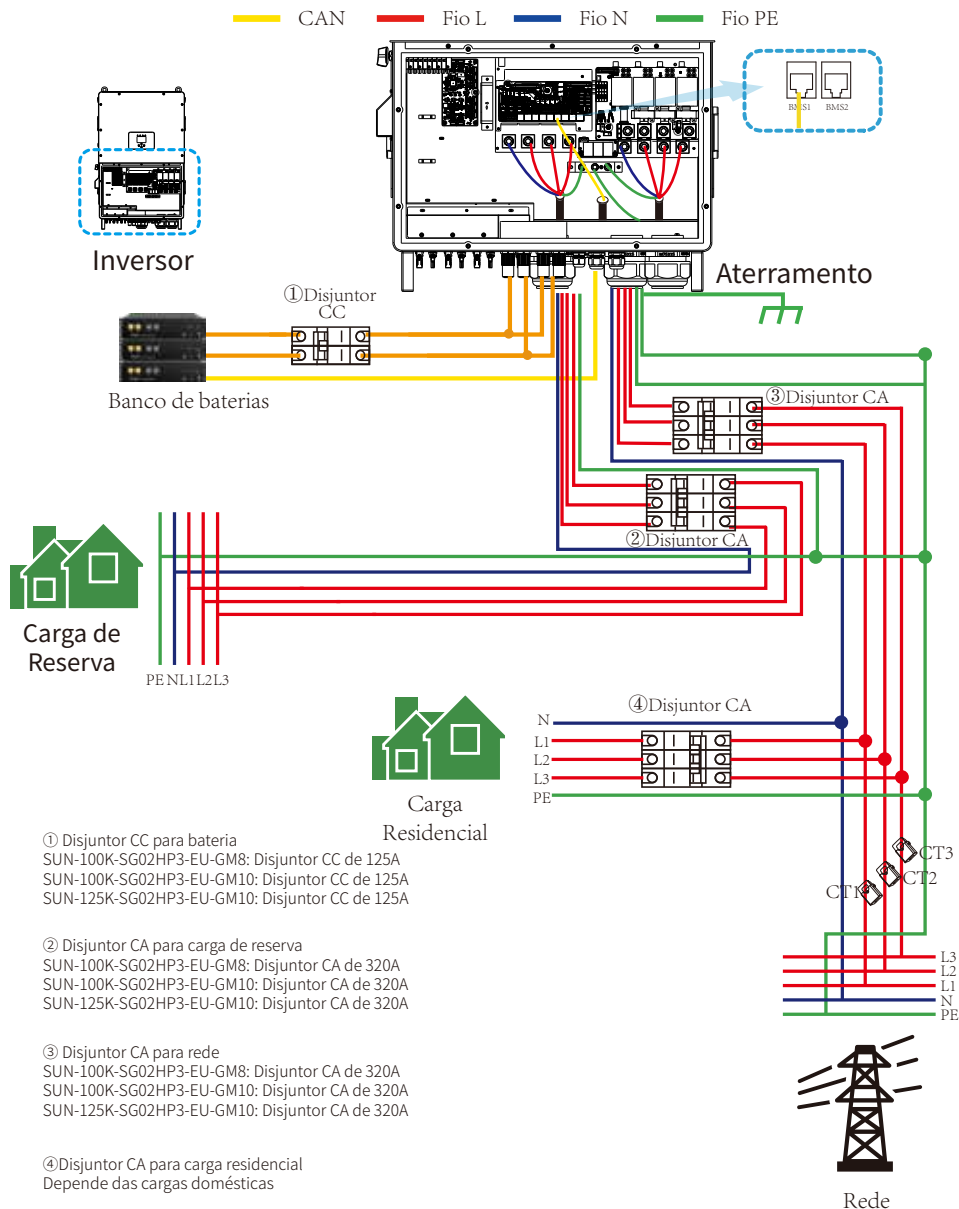 CAN Fio L Fio N Fio PE
BMS1 BMS2
Inversor
Aterramento
①Disjuntor
CC
Banco de baterias
③Disjuntor CA
②Disjuntor CA
Carga de
Reserva
PE N L1 L2 L3
④Disjuntor CA
N
L1
L2
L3
PE
Carga
Residencial
CT3
CT2
CT1
① Disjuntor CC para bateria
SUN-100K-SG02HP3-EU-GM8: Disjuntor CC de 125A
SUN-100K-SG02HP3-EU-GM10: Disjuntor CC de 125A
SUN-125K-SG02HP3-EU-GM10: Disjuntor CC de 125A
② Disjuntor CA para carga de reserva
SUN-100K-SG02HP3-EU-GM8: Disjuntor CA de 320A
SUN-100K-SG02HP3-EU-GM10: Disjuntor CA de 320A
SUN-125K-SG02HP3-EU-GM10: Disjuntor CA de 320A
③ Disjuntor CA para rede
SUN-100K-SG02HP3-EU-GM8: Disjuntor CA de 320A
SUN-100K-SG02HP3-EU-GM10: Disjuntor CA de 320A
SUN-125K-SG02HP3-EU-GM10: Disjuntor CA de 320A
④Disjuntor CA para carga residencial
Depende das cargas domésticas
L3
L2
L1
N
PE
Rede